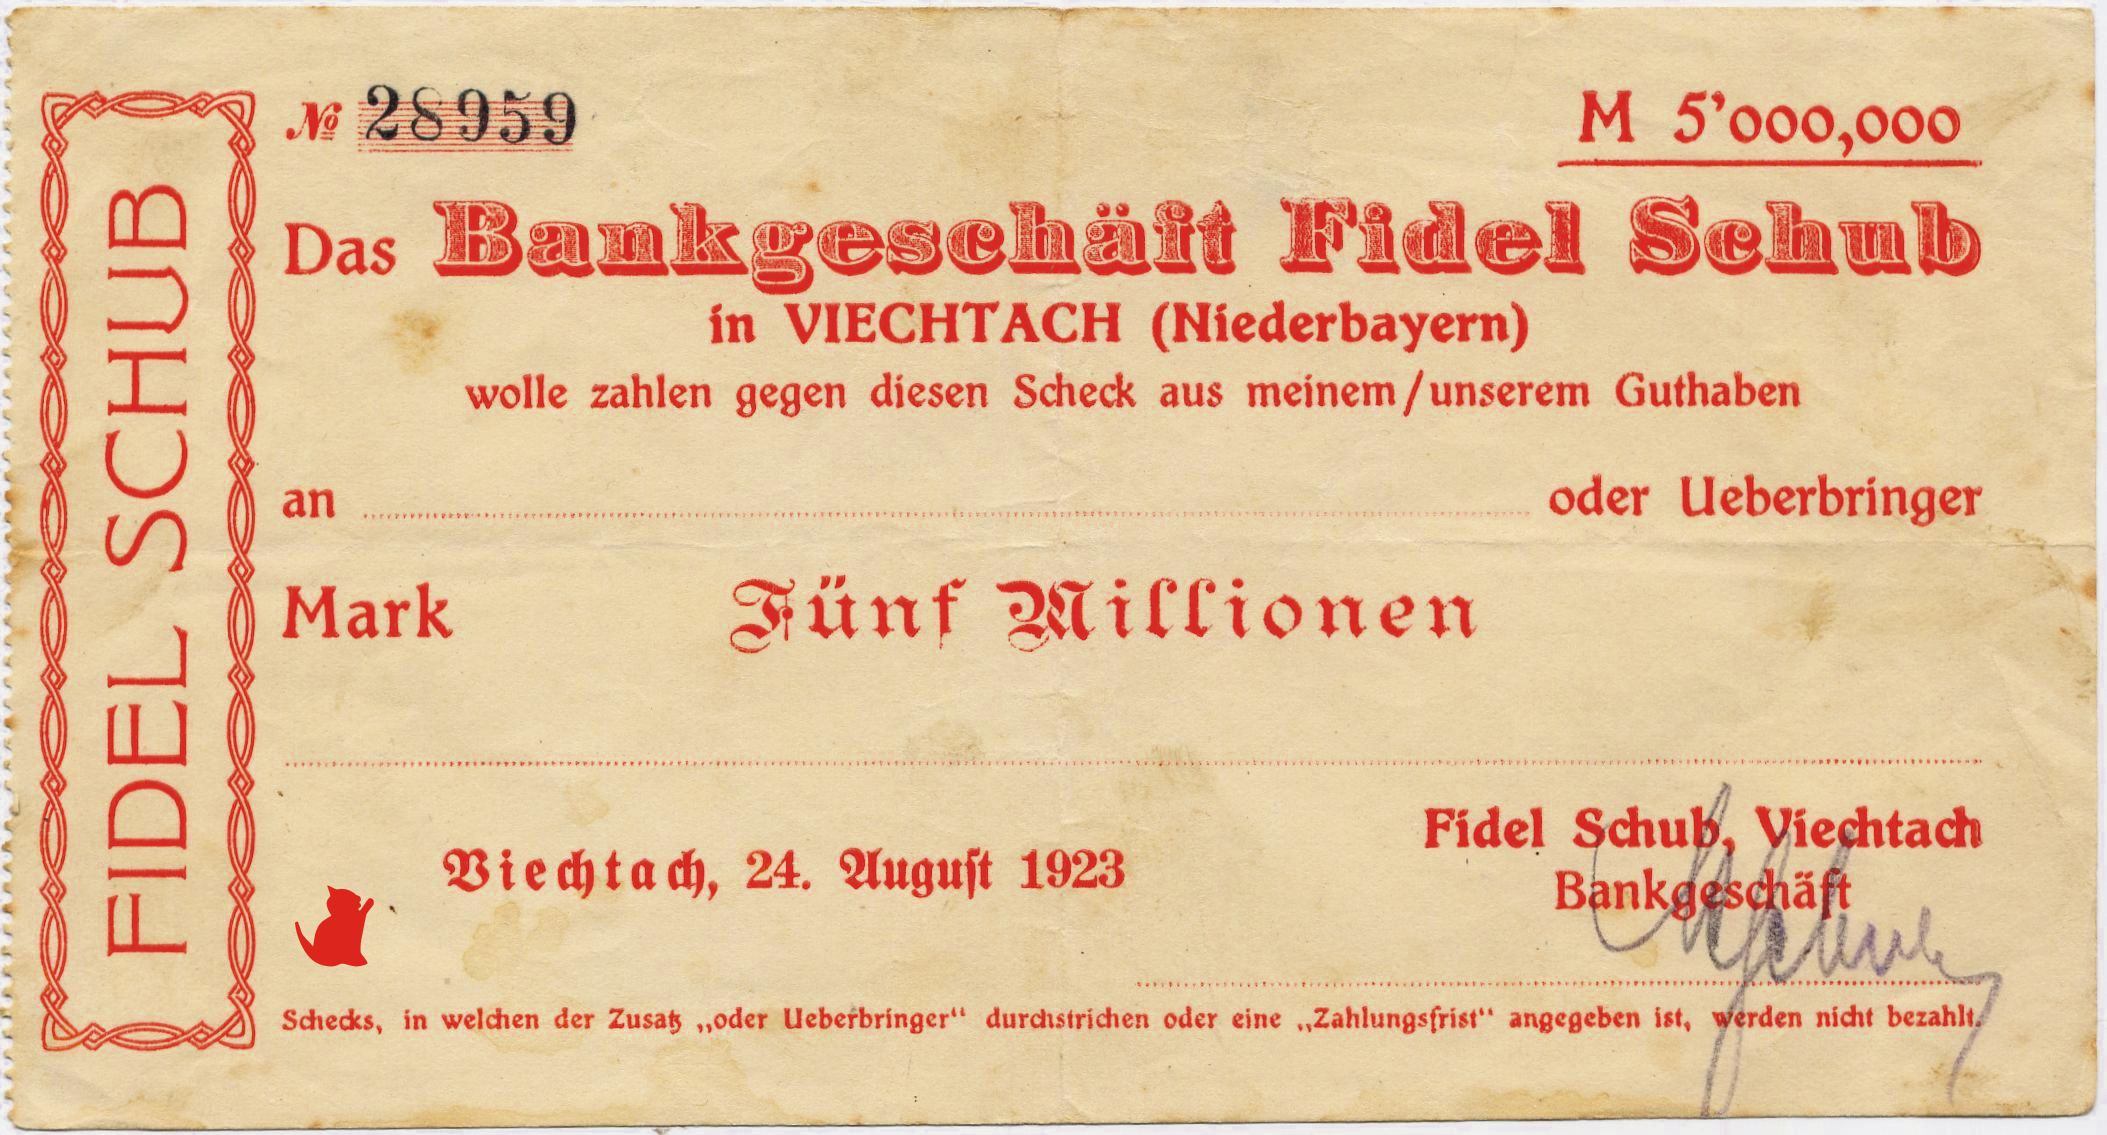 FIDEL SCHUB
№ 28959
M 5'000,000
Das Bankgeschäft Fidel Schub
in VIECHTACH (Niederbayern)
wolle zahlen gegen diesen Scheck aus meinem/unserem Guthaben
an oder Ueberbringer
Mark Fünf Millionen
Viechtach, 24. August 1923
Fidel Schub, Viechtach
Bankgeschäft
Schecks, in welchen der Zusatz „oder Ueberbringer“ durchstrichen oder eine „Zahlungsfrist“ angegeben ist, werden nicht bezahlt.